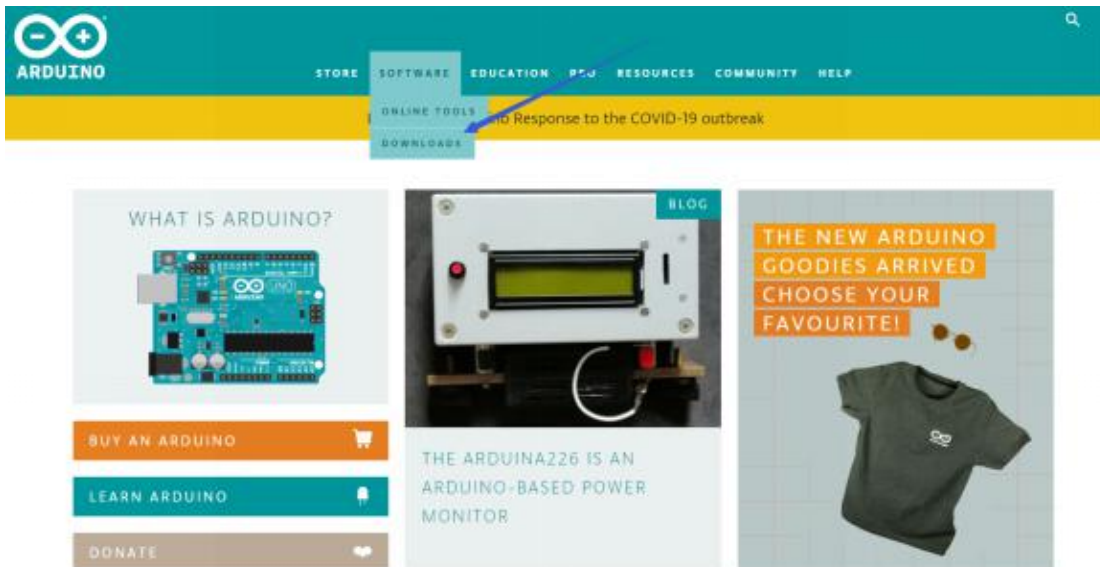 ARDUINO
STORE SOFTWARE EDUCATION PRO RESOURCES COMMUNITY HELP
ONLINE TOOLS
Response to the COVID-19 outbreak
DOWNLOADS
WHAT IS ARDUINO?
UNO
BLOG
THE NEW ARDUINO
GOODIES ARRIVED
CHOOSE YOUR
FAVOURITE!
BUY AN ARDUINO
LEARN ARDUINO
DONATE
THE ARDUINA226 IS AN
ARDUINO-BASED POWER
MONITOR